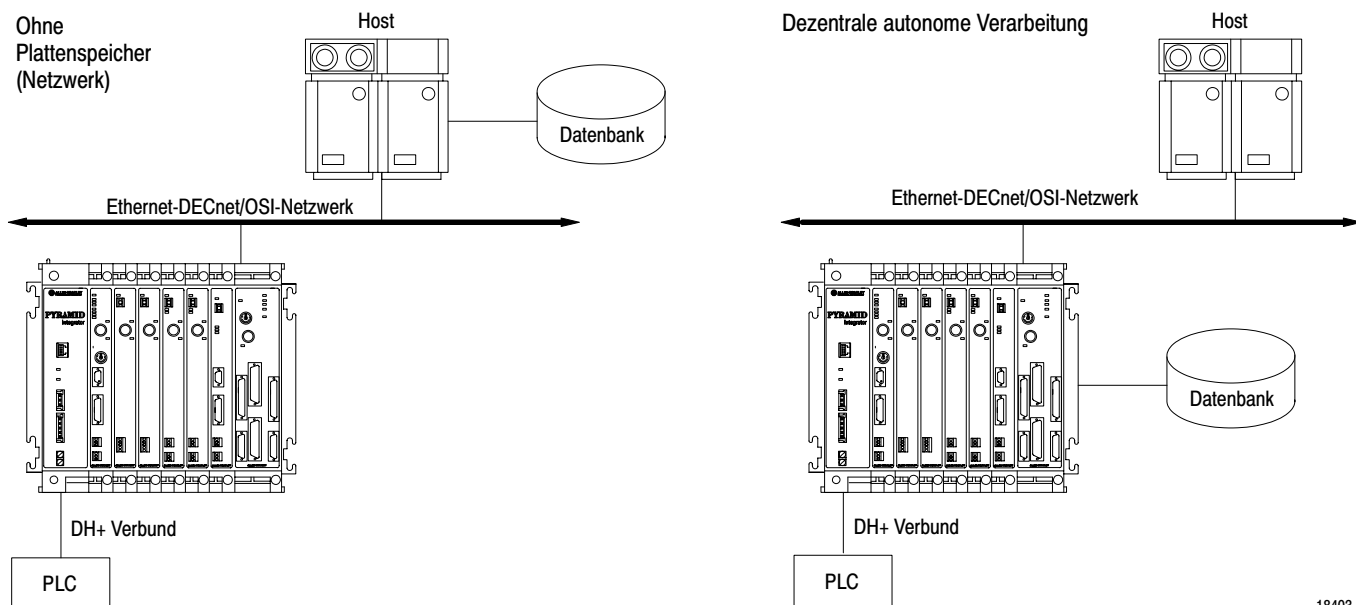 Ohne
Plattenspeicher
(Netzwerk)
Host
Datenbank
Ethernet-DECnet/OSI-Netzwerk
PYRAMID
Integrator
DH+ Verbund
PLC
Dezentrale autonome Verarbeitung
Host
Ethernet-DECnet/OSI-Netzwerk
PYRAMID
Integrator
Datenbank
DH+ Verbund
PLC